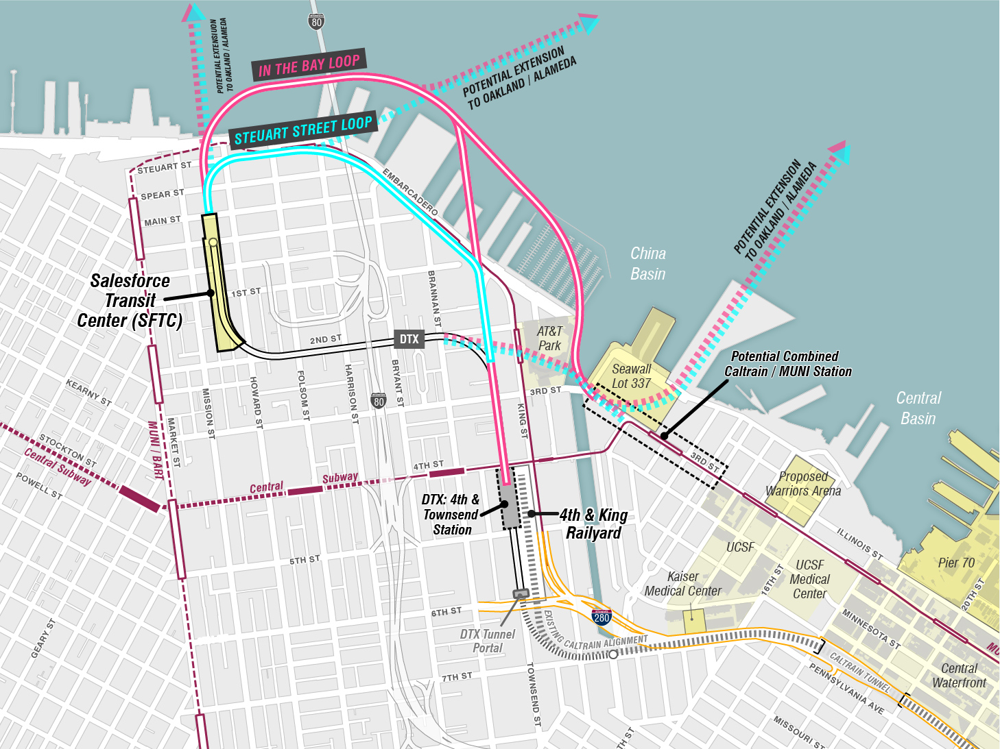 POTENTIAL EXTENSIUON
TO OAKLAND / ALAMEDA
80
IN THE BAY LOOP
POTENTIAL EXTENSION
TO OAKLAND / ALAMEDA
STEUART STREET LOOP
STEUART ST
SPEAR ST
MAIN ST
EMBARCADERO
POTENTIAL EXTENSION
TO OAKLAND / ALAMEDA
China
Basin
Salesforce
Transit
Center (SFTC)
1ST ST
BRANNAN ST
2ND ST
DTX
AT&T
Park
Seawall
Lot 337
Potential Combined
Caltrain / MUNI Station
Central
Basin
KEARNY ST
MISSION ST
HOWARD ST
FOLSOM ST
HARRISON ST
80
BRYANT ST
3RD ST
KING ST
MUNI / BART
MARKET ST
STOCKTON ST
Central Subway
POWELL ST
Central
Subway
4TH ST
3RD ST
Proposed
Warriors Arena
DTX: 4th &
Townsend
Station
4th & King
Railyard
ILLINOIS ST
UCSF
UCSF
Medical
Center
16TH ST
Pier 70
20TH ST
5TH ST
Kaiser
Medical Center
6TH ST
280
DTX Tunnel
Portal
EXISTING CALTRAIN ALIGNMENT
MINNESOTA ST
GEARY ST
CALTRAIN TUNNEL
PENNSYLVANIA AVE
Central
Waterfront
MU
7TH ST
TOWNSEND ST
MISSOURI ST
TH ST